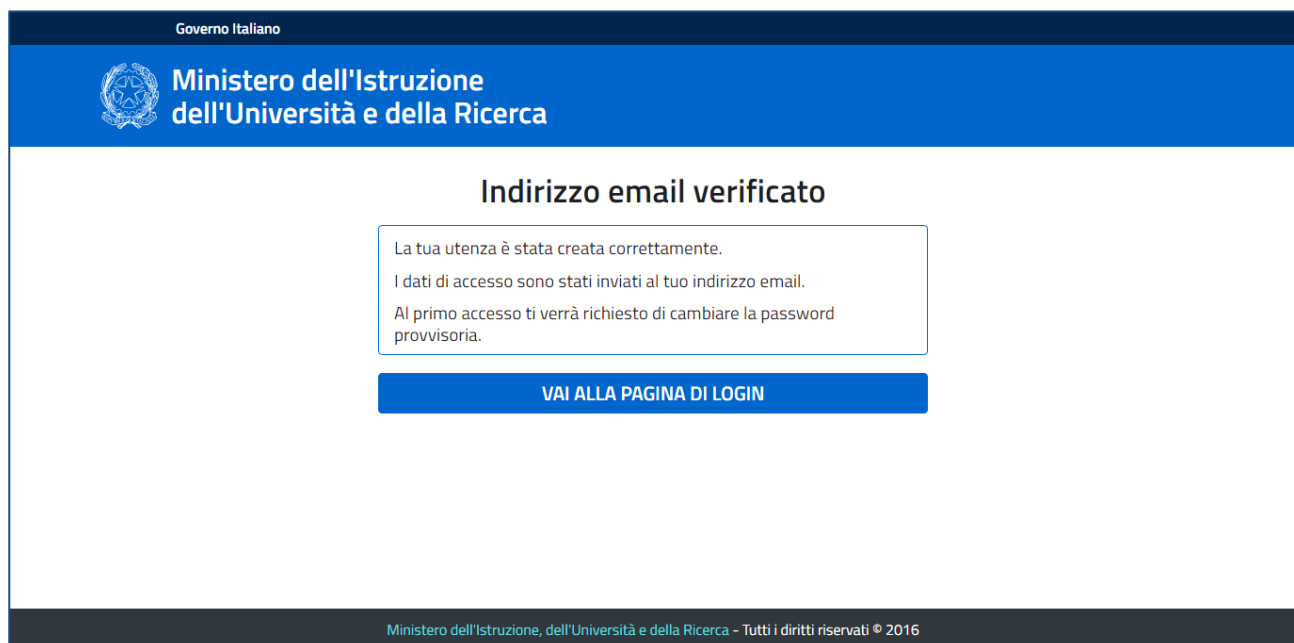 Governo Italiano
Ministero dell'Istruzione
dell'Università e della Ricerca
Indirizzo email verificato
La tua utenza è stata creata correttamente.
I dati di accesso sono stati inviati al tuo indirizzo email.
Al primo accesso ti verrà richiesto di cambiare la password
provvisoria.
VAI ALLA PAGINA DI LOGIN
Ministero dell'Istruzione, dell'Università e della Ricerca - Tutti i diritti riservati © 2016